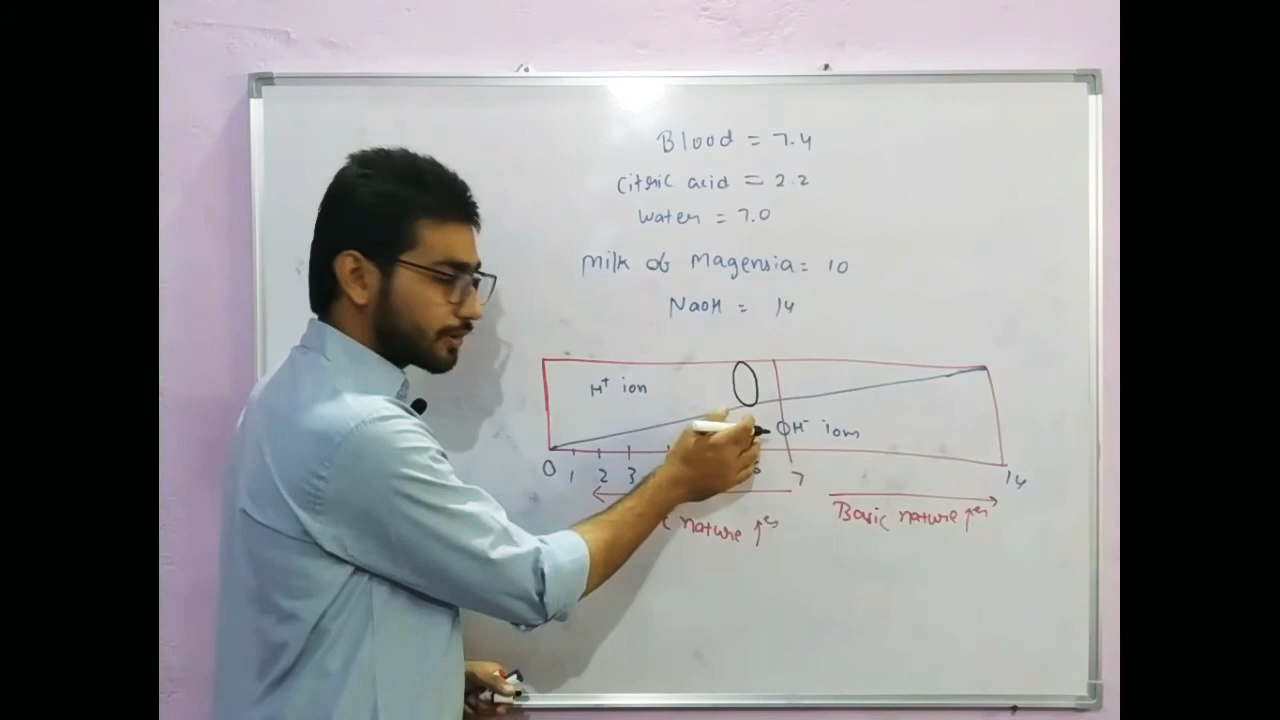 Blood = 7.4
Citric acid = 2.2
Water = 7.0
Milk of Magensia = 10
NaOH = 14
H+ ion
OH- ions
0 1 2 3 6 7 14
c nature ↑es
Basic nature ↑es